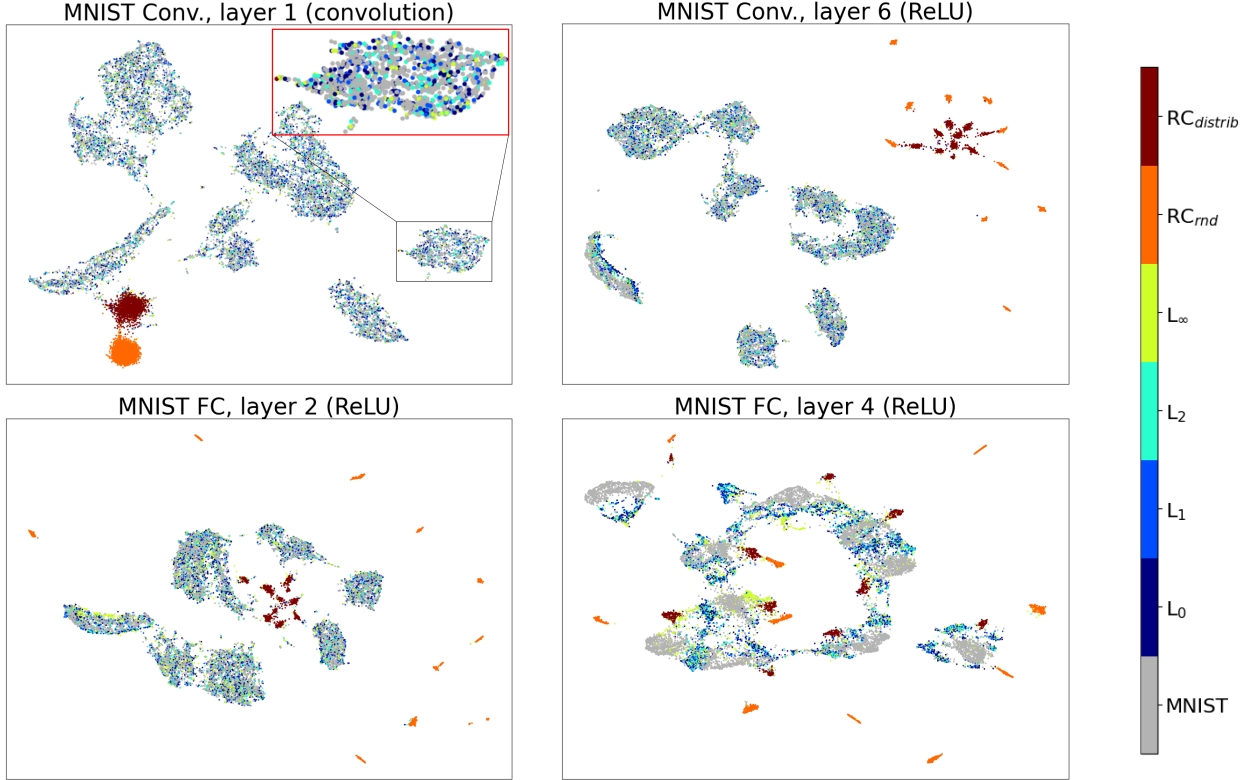 MNIST Conv., layer 1 (convolution)
MNIST Conv., layer 6 (ReLU)
MNIST FC, layer 2 (ReLU)
MNIST FC, layer 4 (ReLU)
RC_distrib
RC_rnd
L_∞
L_2
L_1
L_0
MNIST